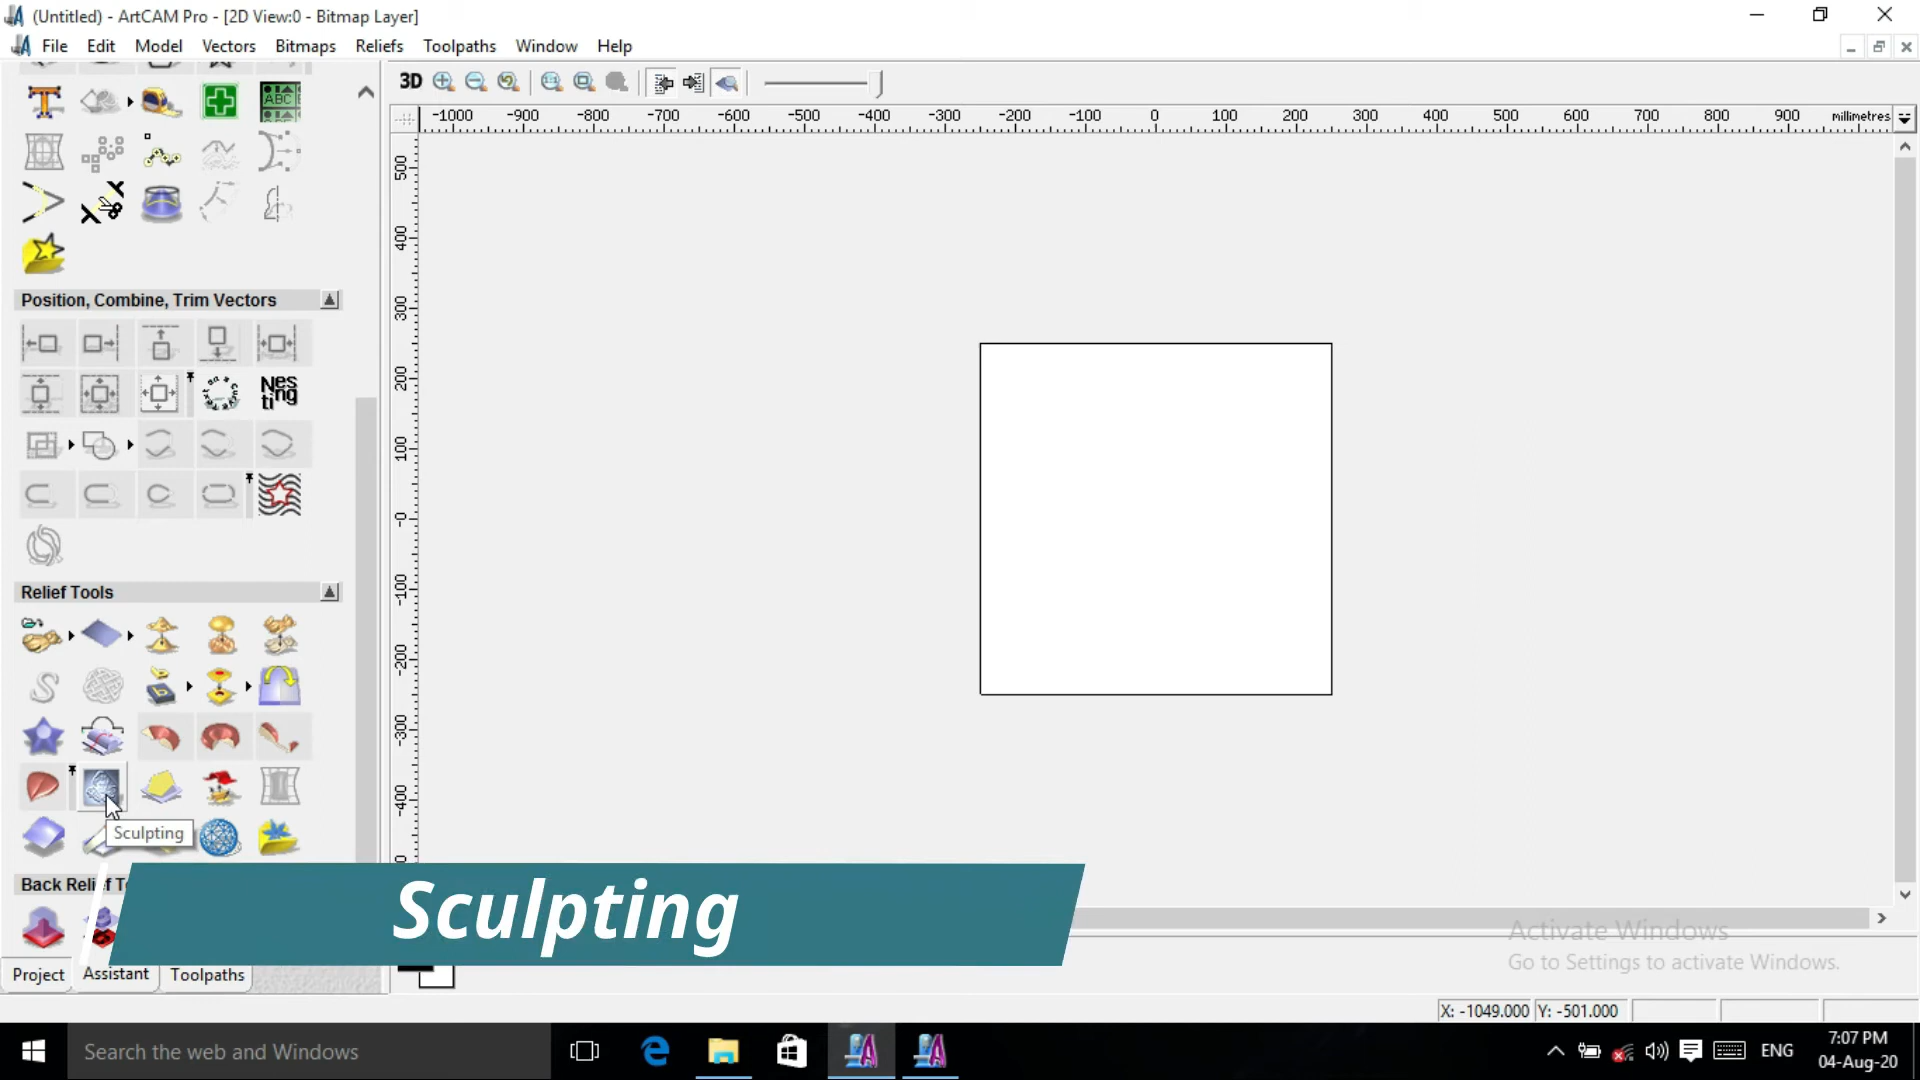 (Untitled) - ArtCAM Pro - [2D View:0 - Bitmap Layer]
File Edit Model Vectors Bitmaps Reliefs Toolpaths Window Help
3D
-1000 -900 -800 -700 -600 -500 -400 -300 -200 -100 0 100 200 300 400 500 600 700 800 900 millimetres
500
400
300
200
100
-0
-100
-200
-300
-400
ABC
Position, Combine, Trim Vectors
Nes
ting
Relief Tools
Sculpting
Back Relief T
Sculpting
Project Assistant Toolpaths
Activate Windows
Go to Settings to activate Windows.
X: -1049.000 Y: -501.000
Search the web and Windows
ENG
7:07 PM
04-Aug-20